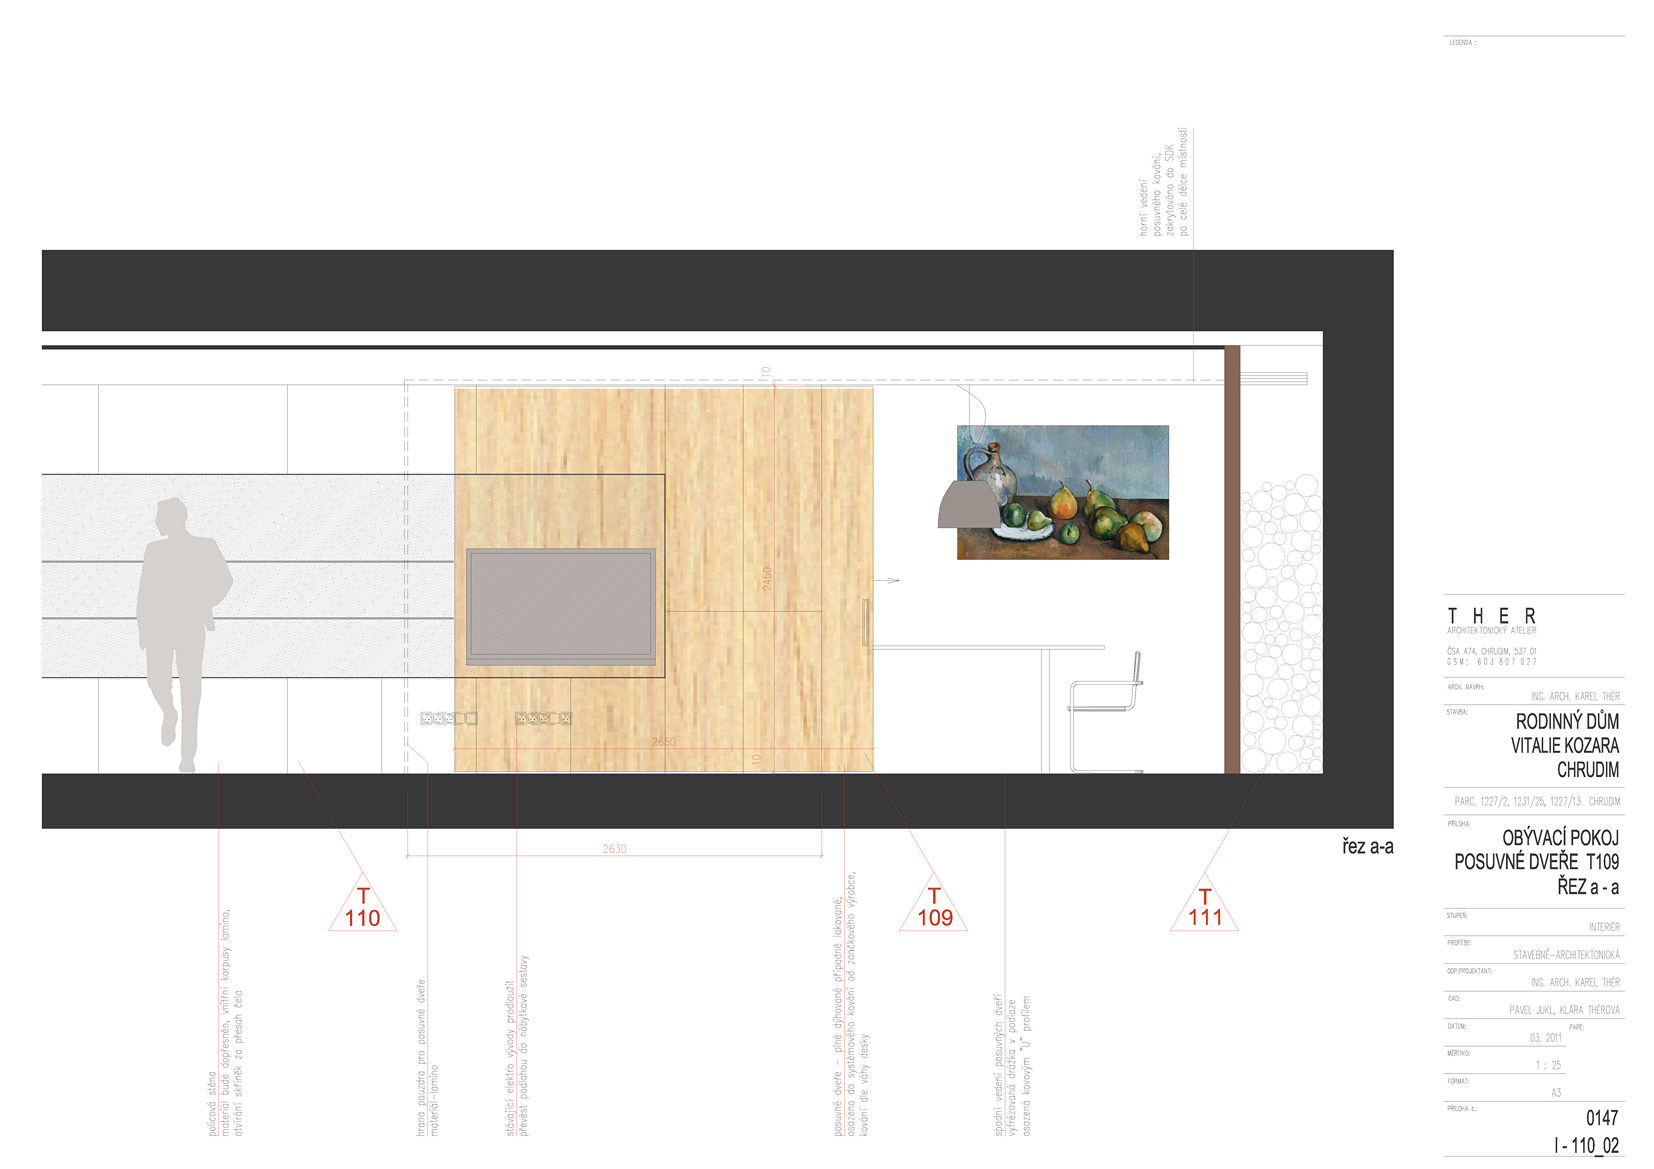 LEGENDA :
horní vedení
posuvného kování,
zakrytováno do SDK
po celé délce místnosti
10
2450
2650
10
2630
řez a-a
T
110
T
109
T
111
policová stěna
materiál bude dopřesněn, vnitřní korpusy lamino,
otvírání skříněk za přesah čela
hrana pouzdra pro posuvné dveře
materiál-lamino
stávající elektro vývody prodloužit
převést podlahou do nábytkové sestavy
posuvné dveře - plné dýhované případně lakované,
osazeno do systémového kování od značkového výrobce,
kování dle váhy desky
spodní vedení posuvných dveří
vyfrézovaná drážka v podlaze
osazená kovovým "U" profilem
T H E R
ARCHITEKTONICKÝ ATELIER
ČSA 474, CHRUDIM, 537 01
GSM: 603 807 027
ARCH. NÁVRH:
ING. ARCH. KAREL THÉR
STAVBA:
RODINNÝ DŮM
VITALIE KOZARA
CHRUDIM
PARC. 1227/2, 1231/25, 1227/13 CHRUDIM
PŘÍLOHA:
OBÝVACÍ POKOJ
POSUVNÉ DVEŘE T109
ŘEZ a - a
STUPEŇ:
INTERIÉR
PROFESE:
STAVEBNĚ-ARCHITEKTONICKÁ
ODP.PROJEKTANT:
ING. ARCH. KAREL THÉR
CAD:
PAVEL JUKL, KLÁRA THÉROVÁ
DATUM:
PARÉ:
03. 2011
MĚŘÍTKO:
1 : 25
FORMÁT:
A3
PŘÍLOHA č.:
0147
I - 110_02